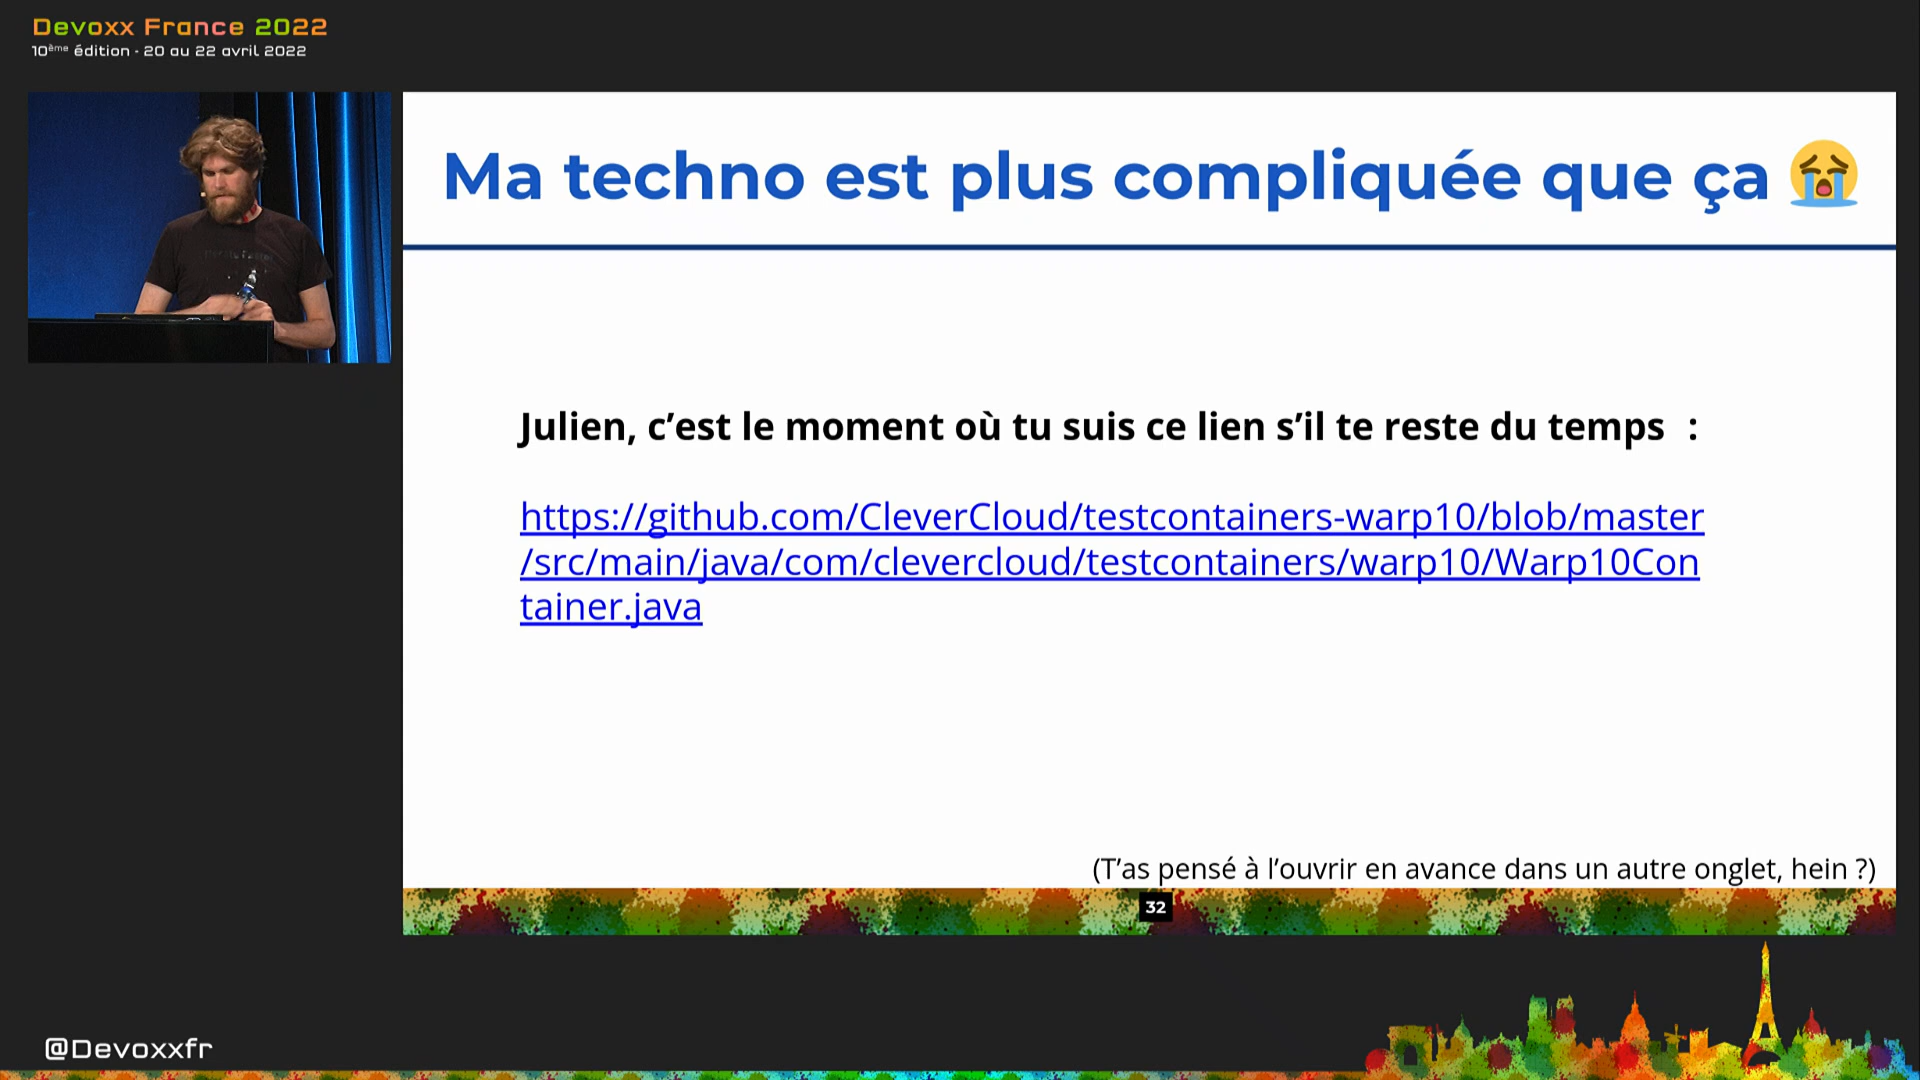 Devoxx France 2022
10ème édition - 20 au 22 avril 2022
Ma techno est plus compliquée que ça 😭
Julien, c’est le moment où tu suis ce lien s’il te reste du temps :
https://github.com/CleverCloud/testcontainers-warp10/blob/master
/src/main/java/com/clevercloud/testcontainers/warp10/Warp10Con
tainer.java
(T’as pensé à l’ouvrir en avance dans un autre onglet, hein ?)
32
@Devoxxfr